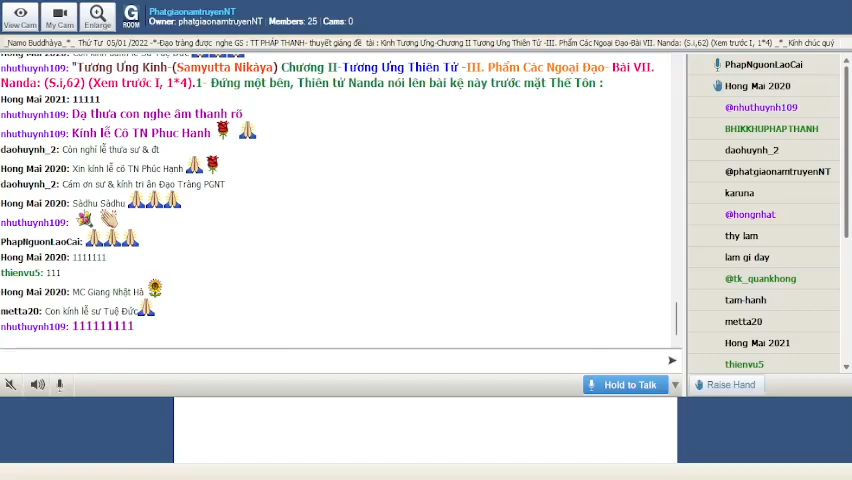 View Cam
My Cam
Enlarge
G
ROOM
PhatgiaonamtruyenNT
Owner: phatgiaonamtruyenNT Members: 25 Cams: 0
_Namo Buddhàya_*_ Thứ Tư 05/01 /2022 -*-Đạo tràng được nghe GS : TT PHÁP THANH- thuyết giảng đề tài : Kinh Tương Ưng-Chương II Tương Ưng Thiên Tử -III. Phẩm Các Ngoại Đạo-Bài VII. Nanda: (S.i,62) (Xem trước I, 1*4) _*_Kính chúc quý
nhuthuynh109: "Tương Ưng Kinh-(Samyutta Nikàya) Chương II-Tương Ưng Thiên Tử -III. Phẩm Các Ngoại Đạo- Bài VII.
Nanda: (S.i,62) (Xem trước I, 1*4).1- Đứng một bên, Thiên tử Nanda nói lên bài kệ này trước mặt Thế Tôn :
Hong Mai 2021: 11111
nhuthuynh109: Dạ thưa con nghe âm thanh rõ
nhuthuynh109: Kính lễ Cô TN Phuc Hanh
daohuynh_2: Côn nghỉ lễ thưa sư & đt
Hong Mai 2020: Xin kính lễ cô TN Phúc Hạnh
daohuynh_2: Cám ơn sư & kính tri ân Đạo Tràng PGNT
Hong Mai 2020: Sàdhu Sàdhu
nhuthuynh109:
PhapNguonLaoCai:
Hong Mai 2020: 1111111
thienvu5: 111
Hong Mai 2020: MC Giang Nhật Hà
metta20: Con kính lễ sư Tuệ Đức
nhuthuynh109: 111111111
Hold to Talk
PhapNguonLaoCai
Hong Mai 2020
@nhuthuynh109
BHIKKHUPHAPTHANH
daohuynh_2
@phatgiaonamtruyenNT
karuna
@hongnhat
thy lam
lam gi day
@tk_quankhong
tam-hanh
metta20
Hong Mai 2021
thienvu5
Raise Hand